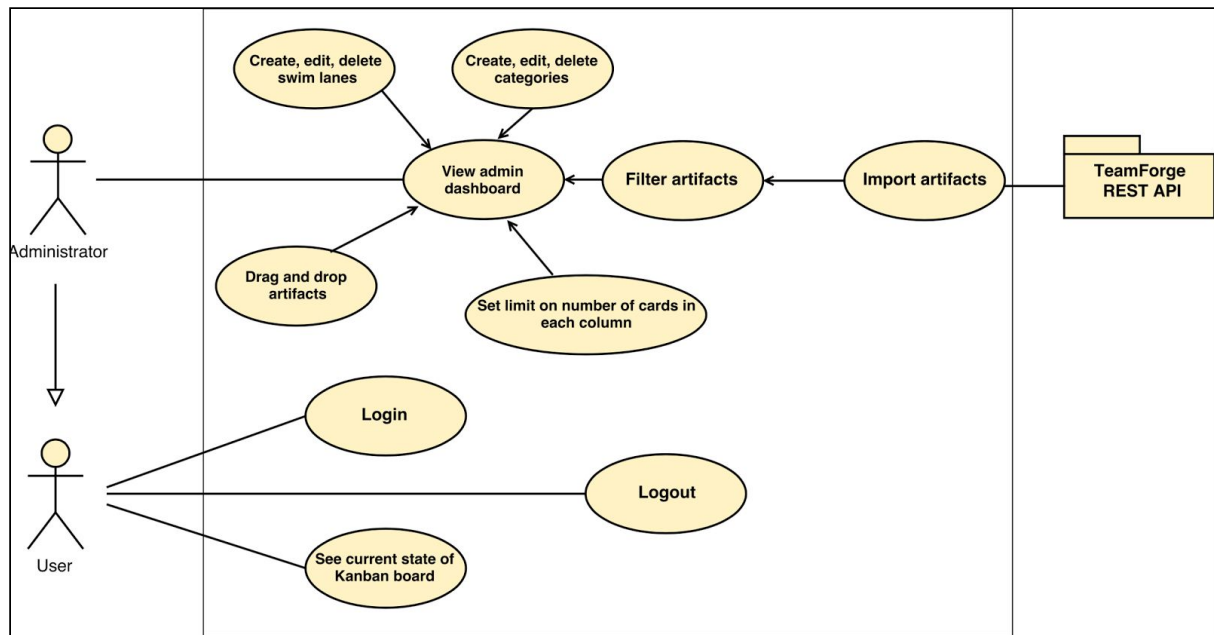 Create, edit, delete
swim lanes
Create, edit, delete
categories
View admin
dashboard
Filter artifacts
Import artifacts
TeamForge
REST API
Administrator
Drag and drop
artifacts
Set limit on number of cards in
each column
Login
Logout
User
See current state of
Kanban board